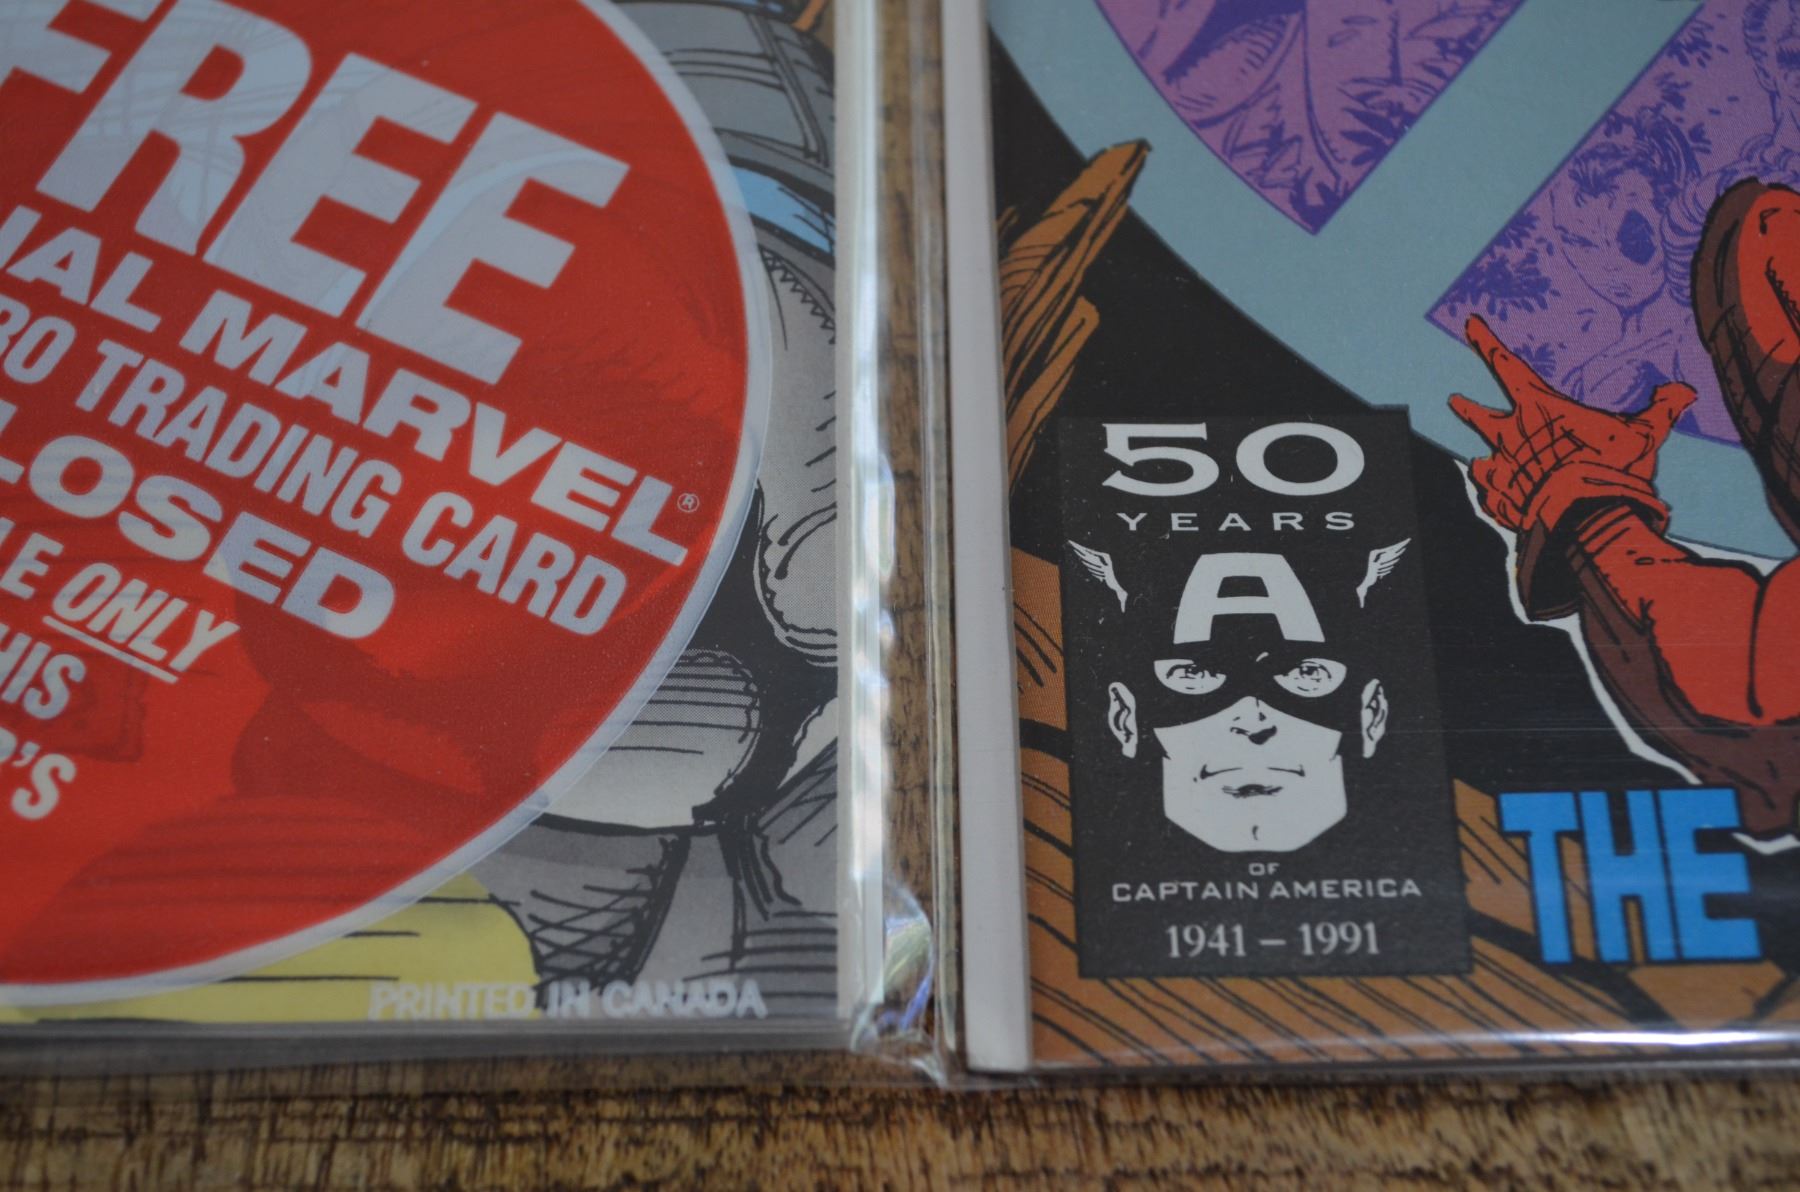 FREE
IAL MARVEL®
RO TRADING CARD
LOSED
LE ONLY
HIS
R'S
PRINTED IN CANADA
50
YEARS
A
OF
CAPTAIN AMERICA
1941 – 1991
THE